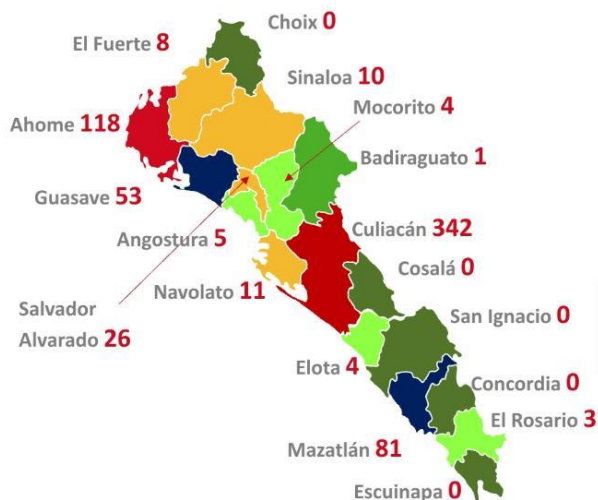 Choix 0
El Fuerte 8
Sinaloa 10
Mocorito 4
Ahome 118
Badiraguato 1
Guasave 53
Culiacán 342
Angostura 5
Cosalá 0
Navolato 11
Salvador
Alvarado 26
San Ignacio 0
Elota 4
Concordia 0
El Rosario 3
Mazatlán 81
Escuinapa 0